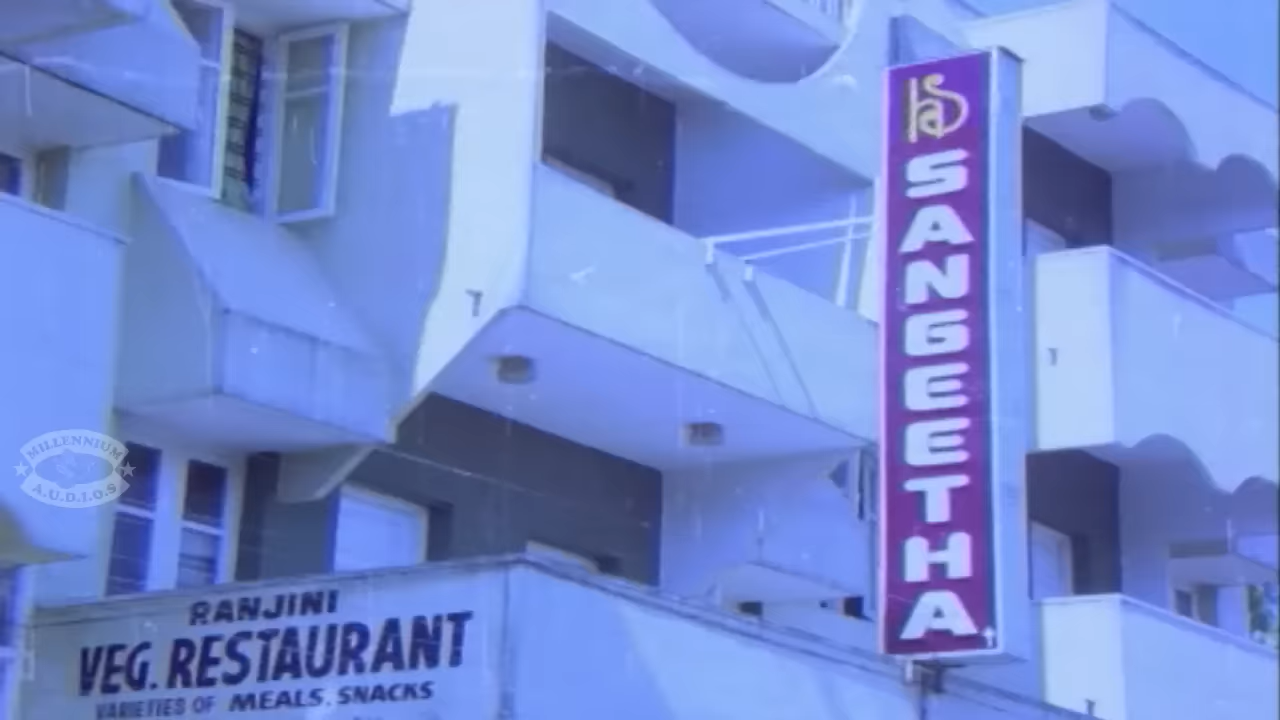 SANGEETHA
MILLENNIUM
A.U.D.I.O.S
RANJINI
VEG. RESTAURANT
VARIETIES OF MEALS, SNACKS